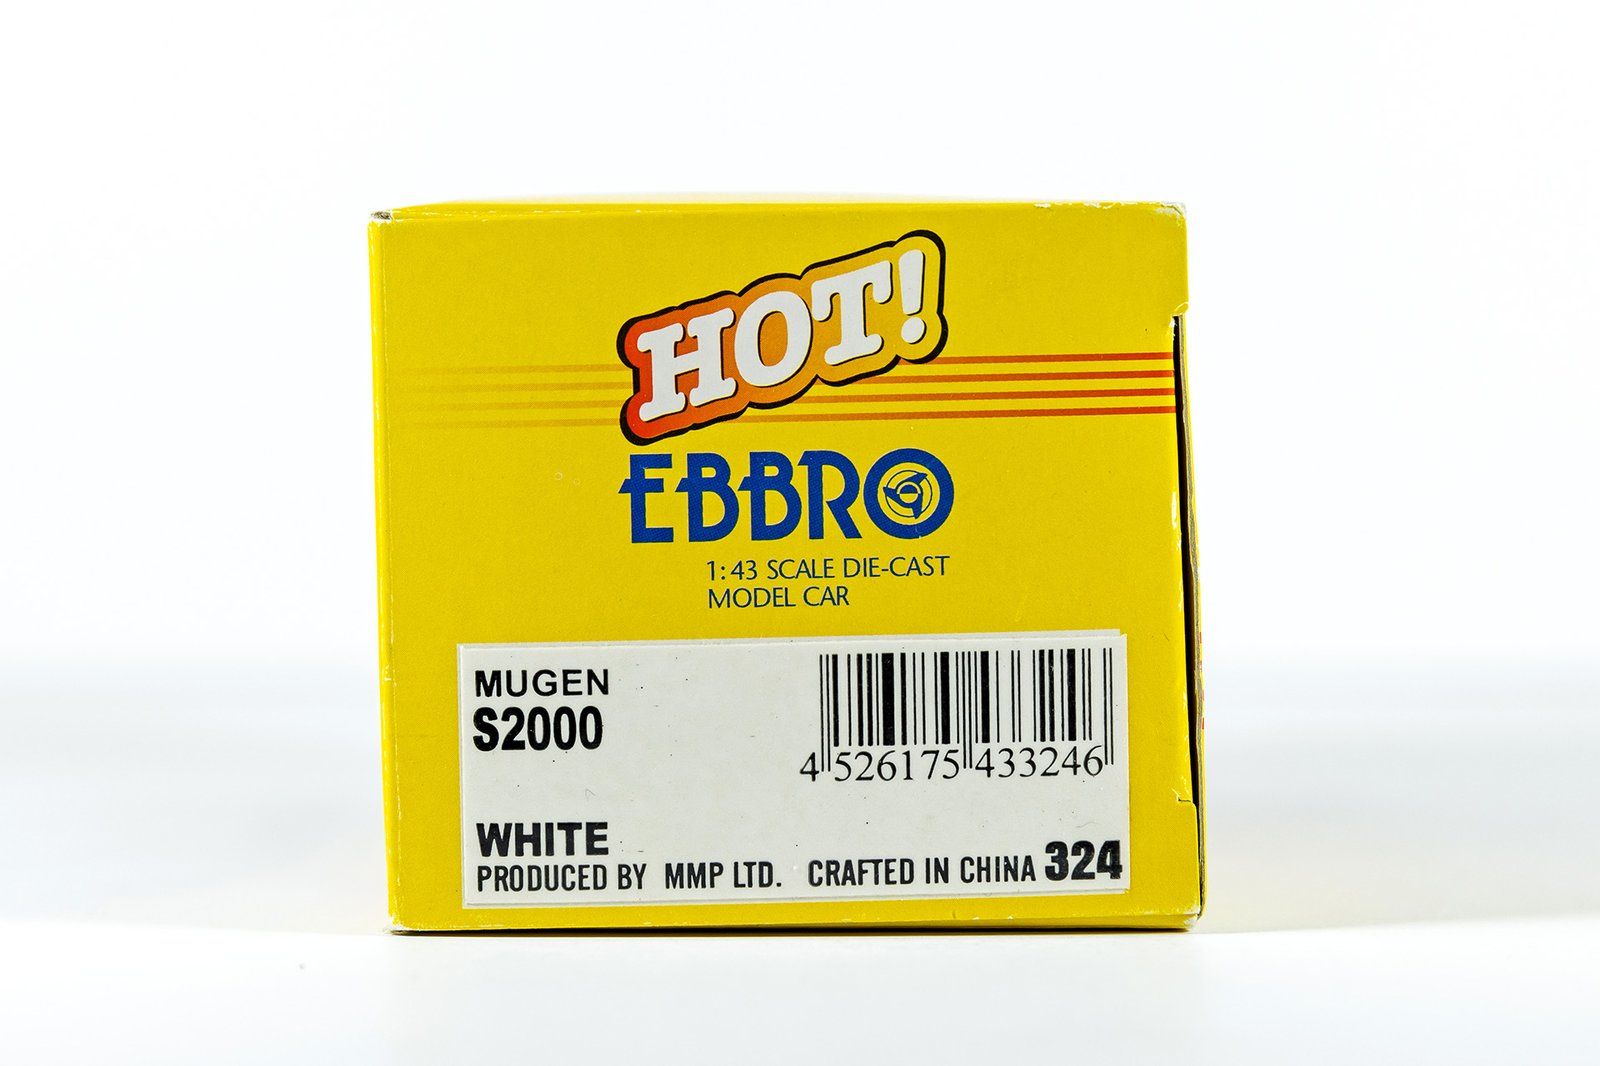 HOT!
EBBRO
1:43 SCALE DIE-CAST
MODEL CAR
MUGEN
S2000
4 526175 433246
WHITE
PRODUCED BY MMP LTD. CRAFTED IN CHINA 324